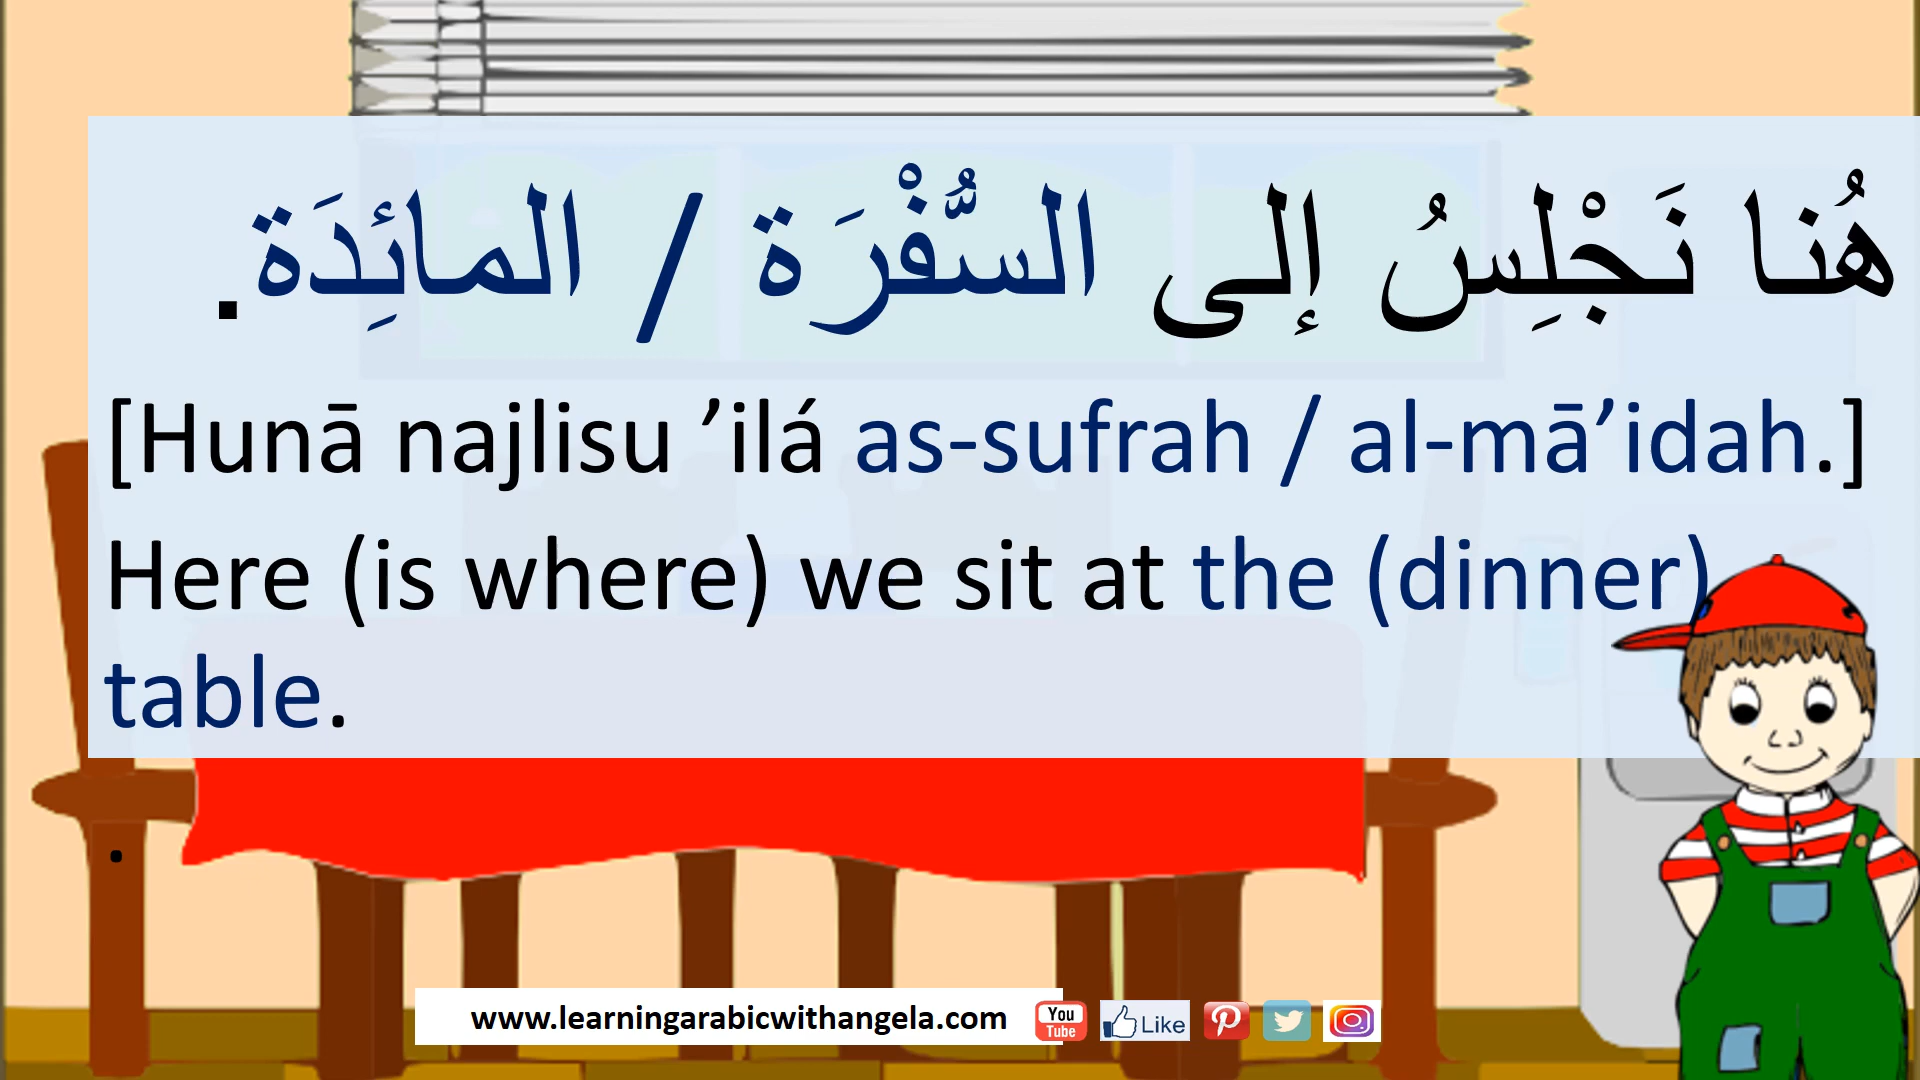 هُنا نَجْلِسُ إلى السُّفْرَة / المائِدَة.
[Hunā najlisu ’ilá as-sufrah / al-mā’idah.]
Here (is where) we sit at the (dinner)
table.
.
www.learningarabicwithangela.com You Tube Like